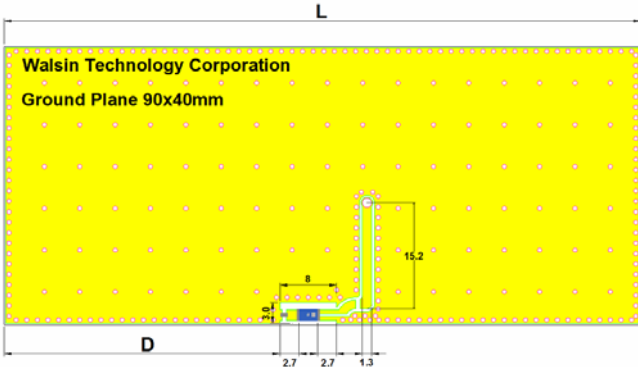 L
Walsin Technology Corporation
Ground Plane 90x40mm
15.2
8
3.0
D
2.7
2.7
1.3